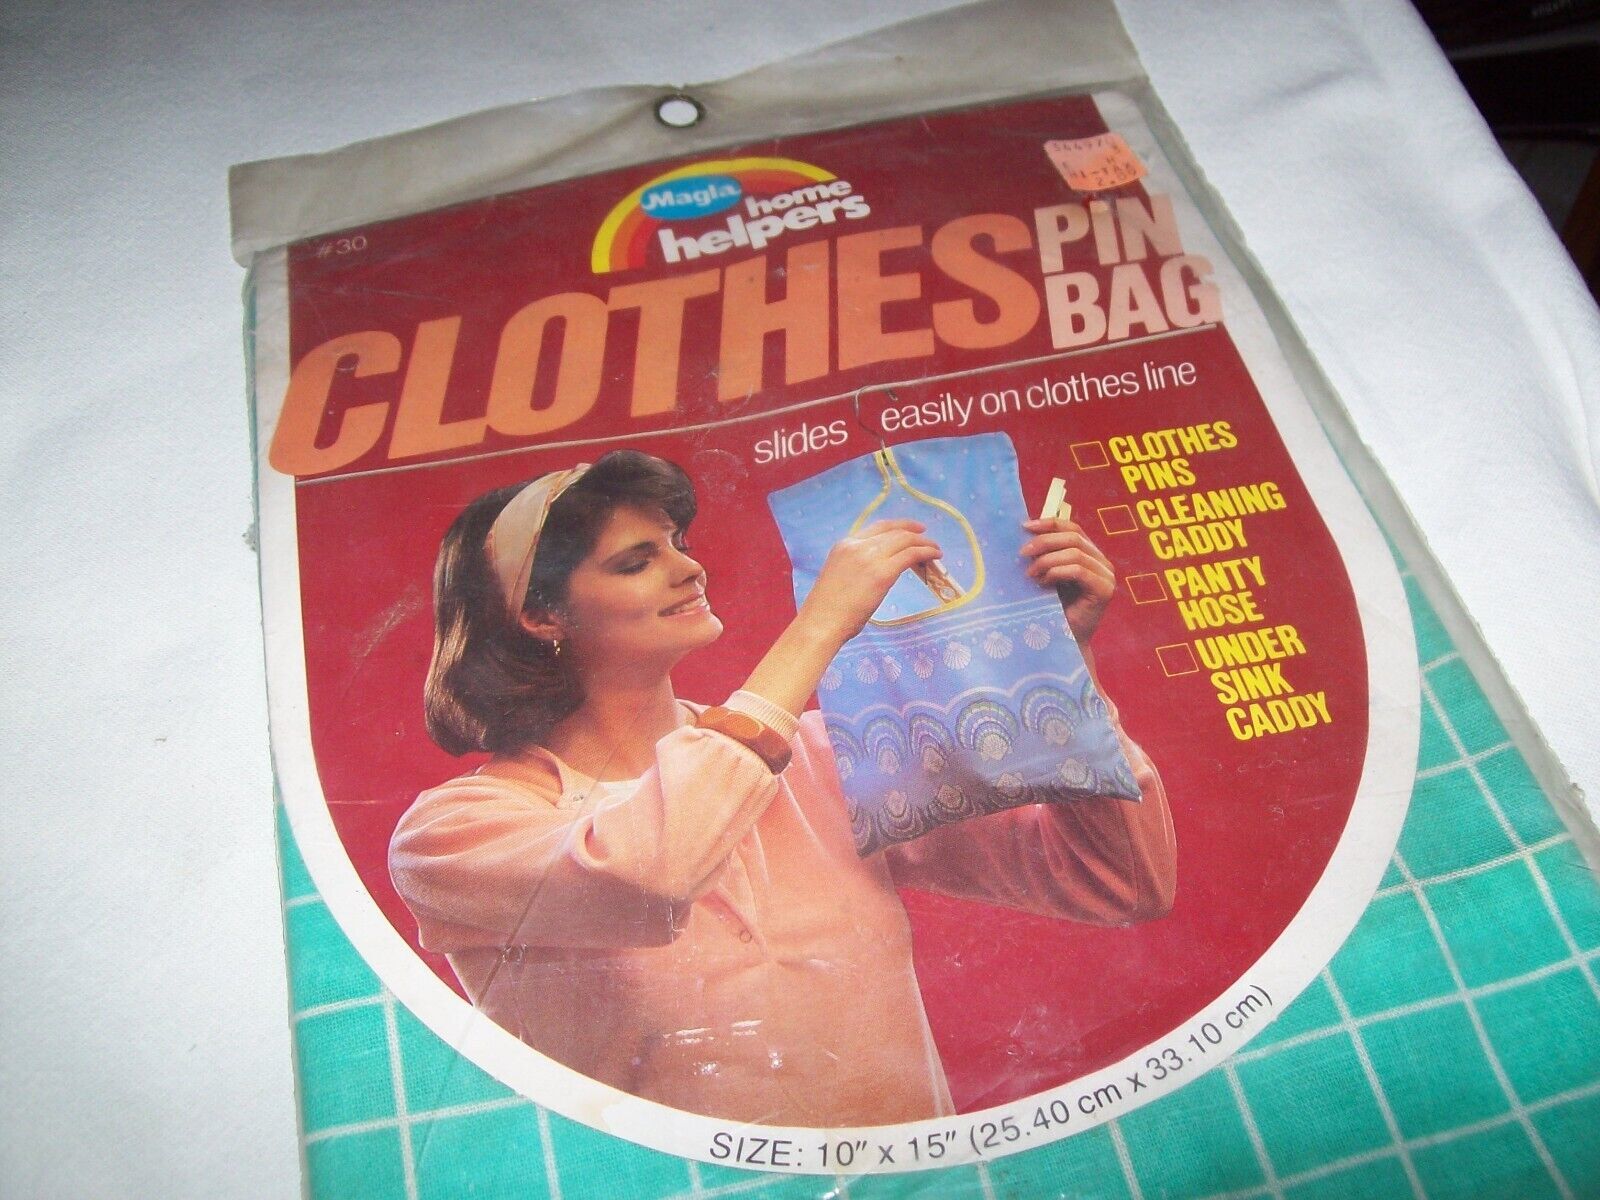 #30
Magla
home
helpers
CLOTHES
PIN
BAG
slides easily on clothes line
CLOTHES
PINS
CLEANING
CADDY
PANTY
HOSE
UNDER
SINK
CADDY
SIZE: 10" x 15" (25.40 cm x 33.10 cm)